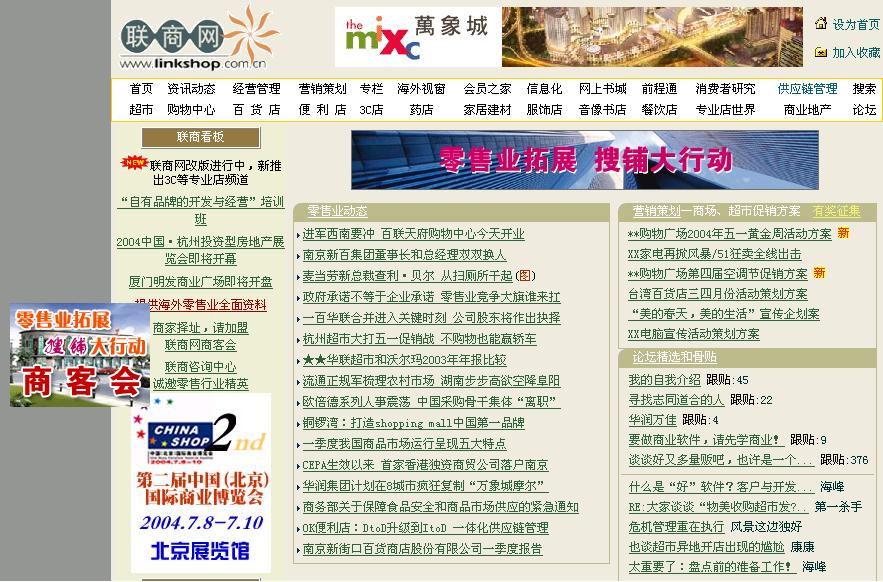 联商网
www.linkshop.com.cn
the mixc 萬象城
设为首页
加入收藏
首页 资讯动态 经营管理 营销策划 专栏 海外视窗 会员之家 信息化 网上书城 前程通 消费者研究 供应链管理 搜索
超市 购物中心 百货店 便利店 3C店 药店 家居建材 服饰店 音像书店 餐饮店 专业店世界 商业地产 论坛
联商看板
NEW 联商网改版进行中，新推
出3C等专业店频道
“自有品牌的开发与经营”培训
班
2004中国·杭州投资型房地产展
览会即将开幕
厦门明发商业广场即将开盘
提供海外零售业全面资料
商家择址，请加盟
联商网商客会
联商咨询中心
诚邀零售行业精英
零售业拓展
搜铺大行动
商客会
CHINA SHOP 2nd
2004.7.8-7.10
第二届中国(北京)
国际商业博览会
2004.7.8-7.10
北京展览馆
零售业拓展 搜铺大行动
零售业动态
进军西南要冲 百联天府购物中心今天开业
南京新百集团董事长和总经理双双换人
麦当劳新总裁查利·贝尔 从扫厕所干起(图)
政府承诺不等于企业承诺 零售业竞争大旗谁来扛
一百华联合并进入关键时刻 公司股东将作出抉择
杭州超市大打五一促销战 不购物也能赢轿车
★★华联超市和沃尔玛2003年年报比较
流通正规军梳理农村市场 湖南步步高欲空降阜阳
欧倍德系列人事震荡 中国采购骨干集体“离职”
铜锣湾：打造shopping mall中国第一品牌
一季度我国商品市场运行呈现五大特点
CEPA生效以来 首家香港独资商贸公司落户南京
华润集团计划在8城市疯狂复制“万象城摩尔”
商务部关于保障食品安全和商品市场供应的紧急通知
OK便利店：DtoD升级到ItoD 一体化供应链管理
南京新街口百货商店股份有限公司一季度报告
营销策划—商场、超市促销方案 有奖征集
**购物广场2004年五一黄金周活动方案 新
XX家电再掀风暴/51狂卖全线出击
**购物广场第四届空调节促销方案 新
台湾百货店三四月份活动策划方案
“美的春天，美的生活”宣传企划案
XX电脑宣传活动策划方案
论坛精选和骨贴
我的自我介绍 跟贴:45
寻找志同道合的人 跟贴:22
华润万佳 跟贴:4
要做商业软件，请先学商业！ 跟贴:9
谈谈好又多量贩吧，也许是一个... 跟贴:376
什么是“好”软件？客户与开发... 海峰
RE:大家谈谈“物美收购超市发?.. 第一杀手
危机管理重在执行 风景这边独好
也谈超市异地开店出现的尴尬 康康
太重要了：盘点前的准备工作！ 海峰